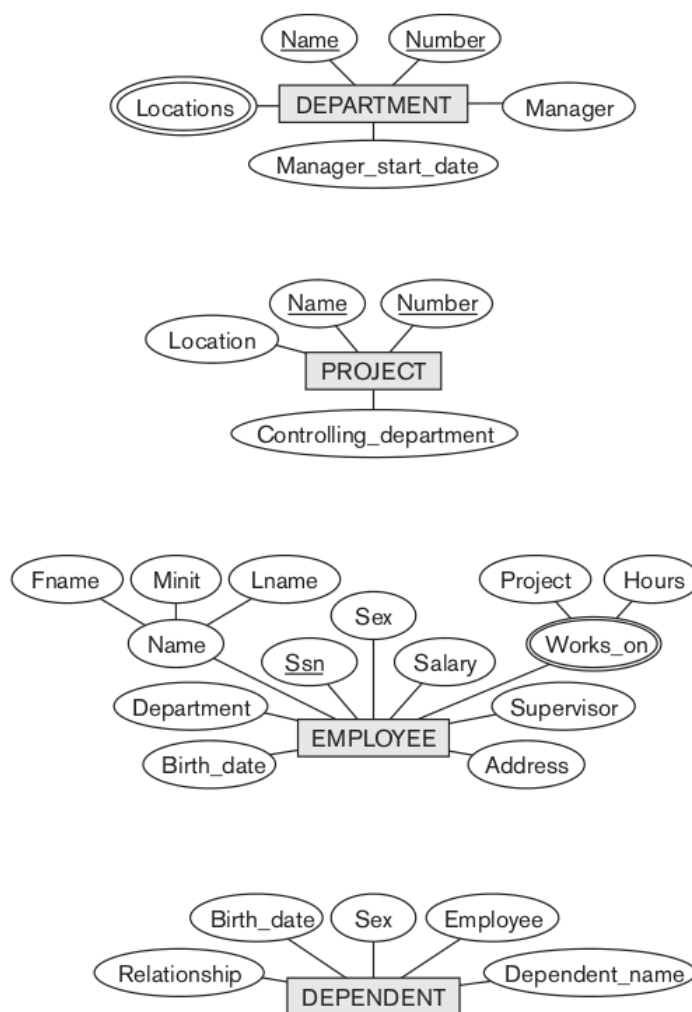 Name
Number
Locations
DEPARTMENT
Manager
Manager_start_date
Name
Number
Location
PROJECT
Controlling_department
Fname
Minit
Lname
Project
Hours
Sex
Name
Works_on
Ssn
Salary
Department
Supervisor
EMPLOYEE
Birth_date
Address
Birth_date
Sex
Employee
Relationship
Dependent_name
DEPENDENT